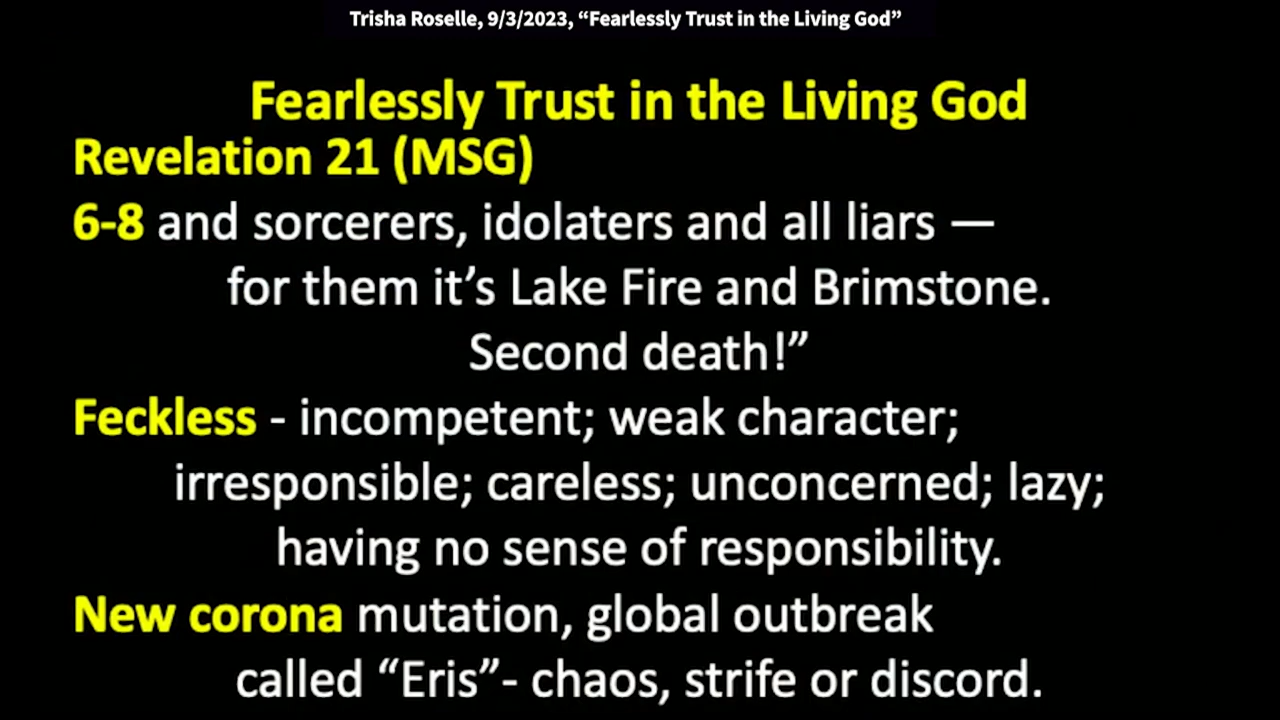 Trisha Roselle, 9/3/2023, “Fearlessly Trust in the Living God”
Fearlessly Trust in the Living God
Revelation 21 (MSG)
6-8 and sorcerers, idolaters and all liars —
for them it’s Lake Fire and Brimstone.
Second death!”
Feckless - incompetent; weak character;
irresponsible; careless; unconcerned; lazy;
having no sense of responsibility.
New corona mutation, global outbreak
called “Eris”- chaos, strife or discord.